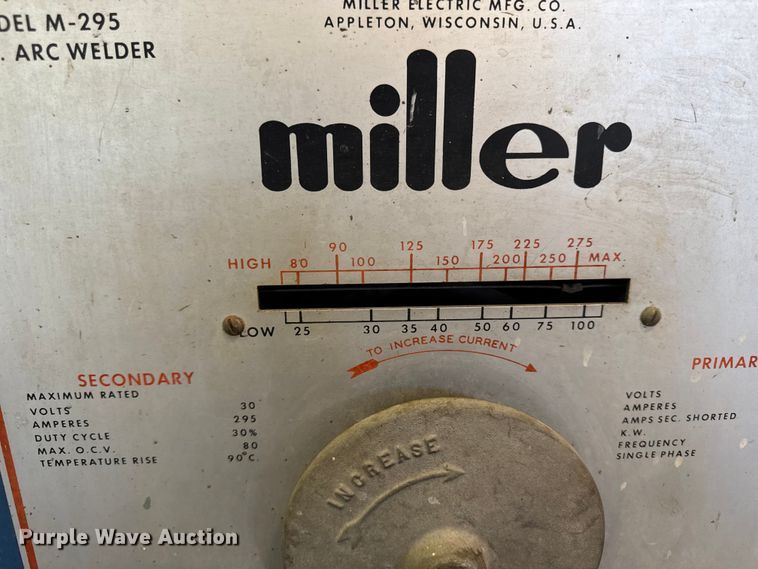 MILLER ELECTRIC MFG. CO.
APPLETON, WISCONSIN, U.S.A.
M-295
ARC WELDER
miller
90 125 175 225 275
HIGH 80 100 150 200 250 MAX.
LOW 25 30 35 40 50 60 75 100
TO INCREASE CURRENT
SECONDARY
MAXIMUM RATED
VOLTS 30
AMPERES 295
DUTY CYCLE 30%
MAX. O.C.V. 80
TEMPERATURE RISE 90°C.
PRIMAR
VOLTS
AMPERES
AMPS SEC. SHORTED
K.W.
FREQUENCY
SINGLE PHASE
INCREASE
Purple Wave Auction